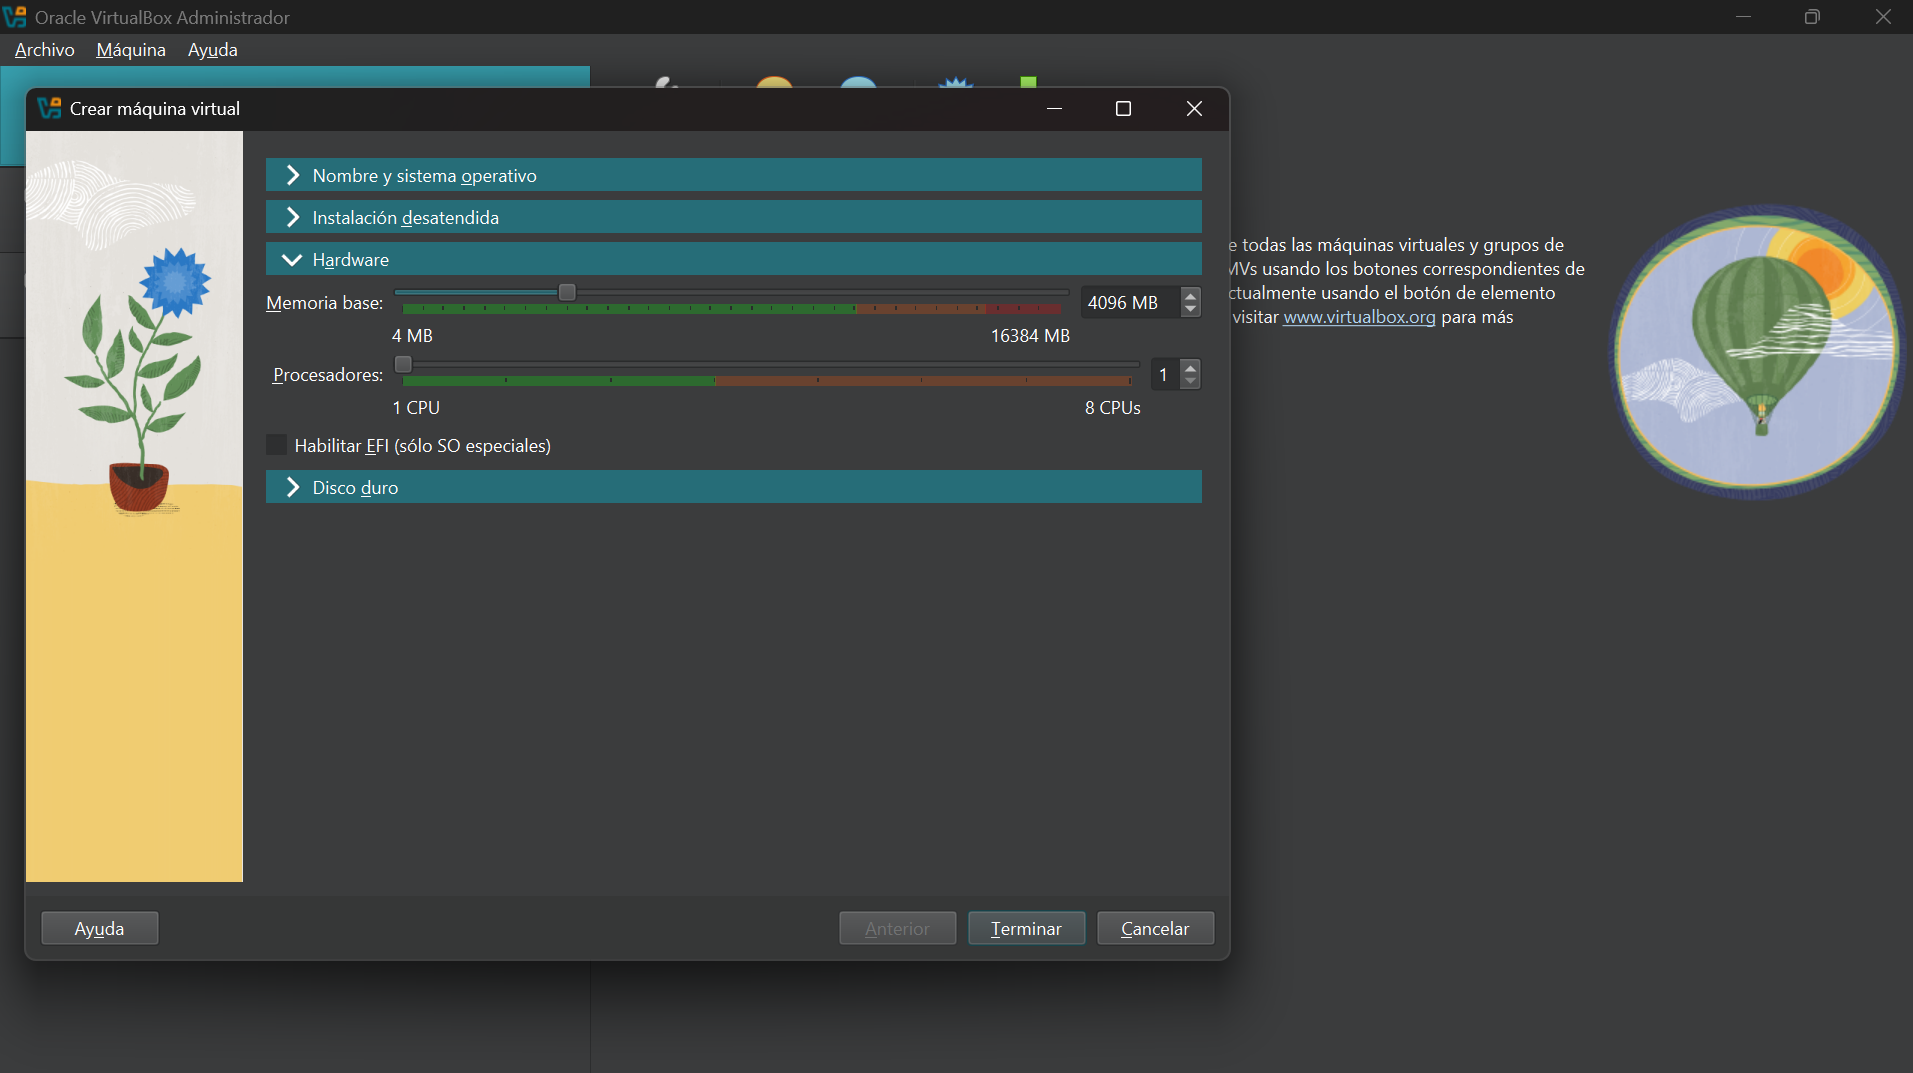 Oracle VirtualBox Administrador
Archivo Máquina Ayuda
Crear máquina virtual
Nombre y sistema operativo
Instalación desatendida
Hardware
Memoria base: 4096 MB
4 MB 16384 MB
Procesadores: 1
1 CPU 8 CPUs
Habilitar EFI (sólo SO especiales)
Disco duro
Ayuda Anterior Terminar Cancelar
e todas las máquinas virtuales y grupos de
MVs usando los botones correspondientes de
ctualmente usando el botón de elemento
visitar www.virtualbox.org para más